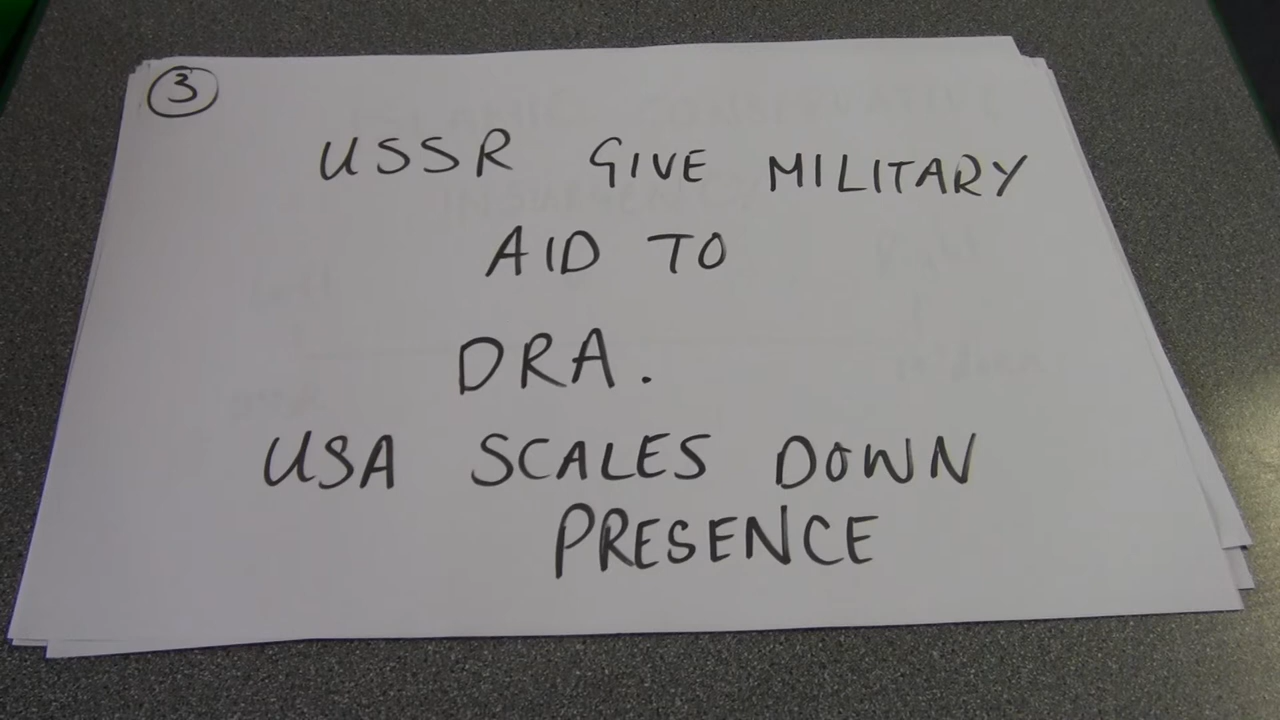 3
USSR GIVE MILITARY
AID TO
DRA.
USA SCALES DOWN
PRESENCE